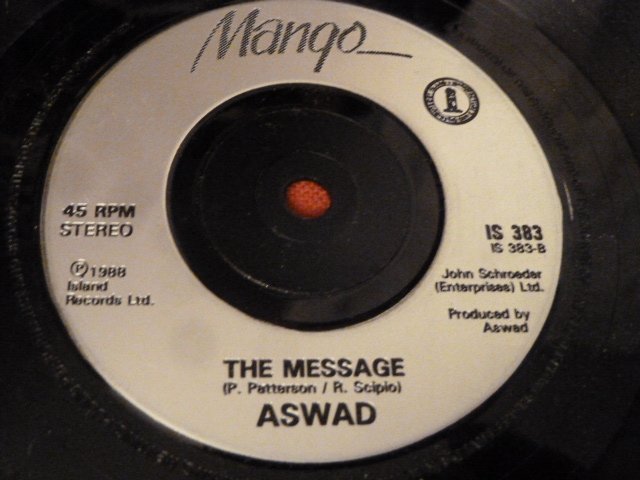 Mango
45 RPM
STEREO
Ⓟ1988
Island
Records Ltd.
IS 383
IS 383-B
John Schroeder
(Enterprises) Ltd.
Produced by
Aswad
THE MESSAGE
(P. Patterson / R. Scipio)
ASWAD